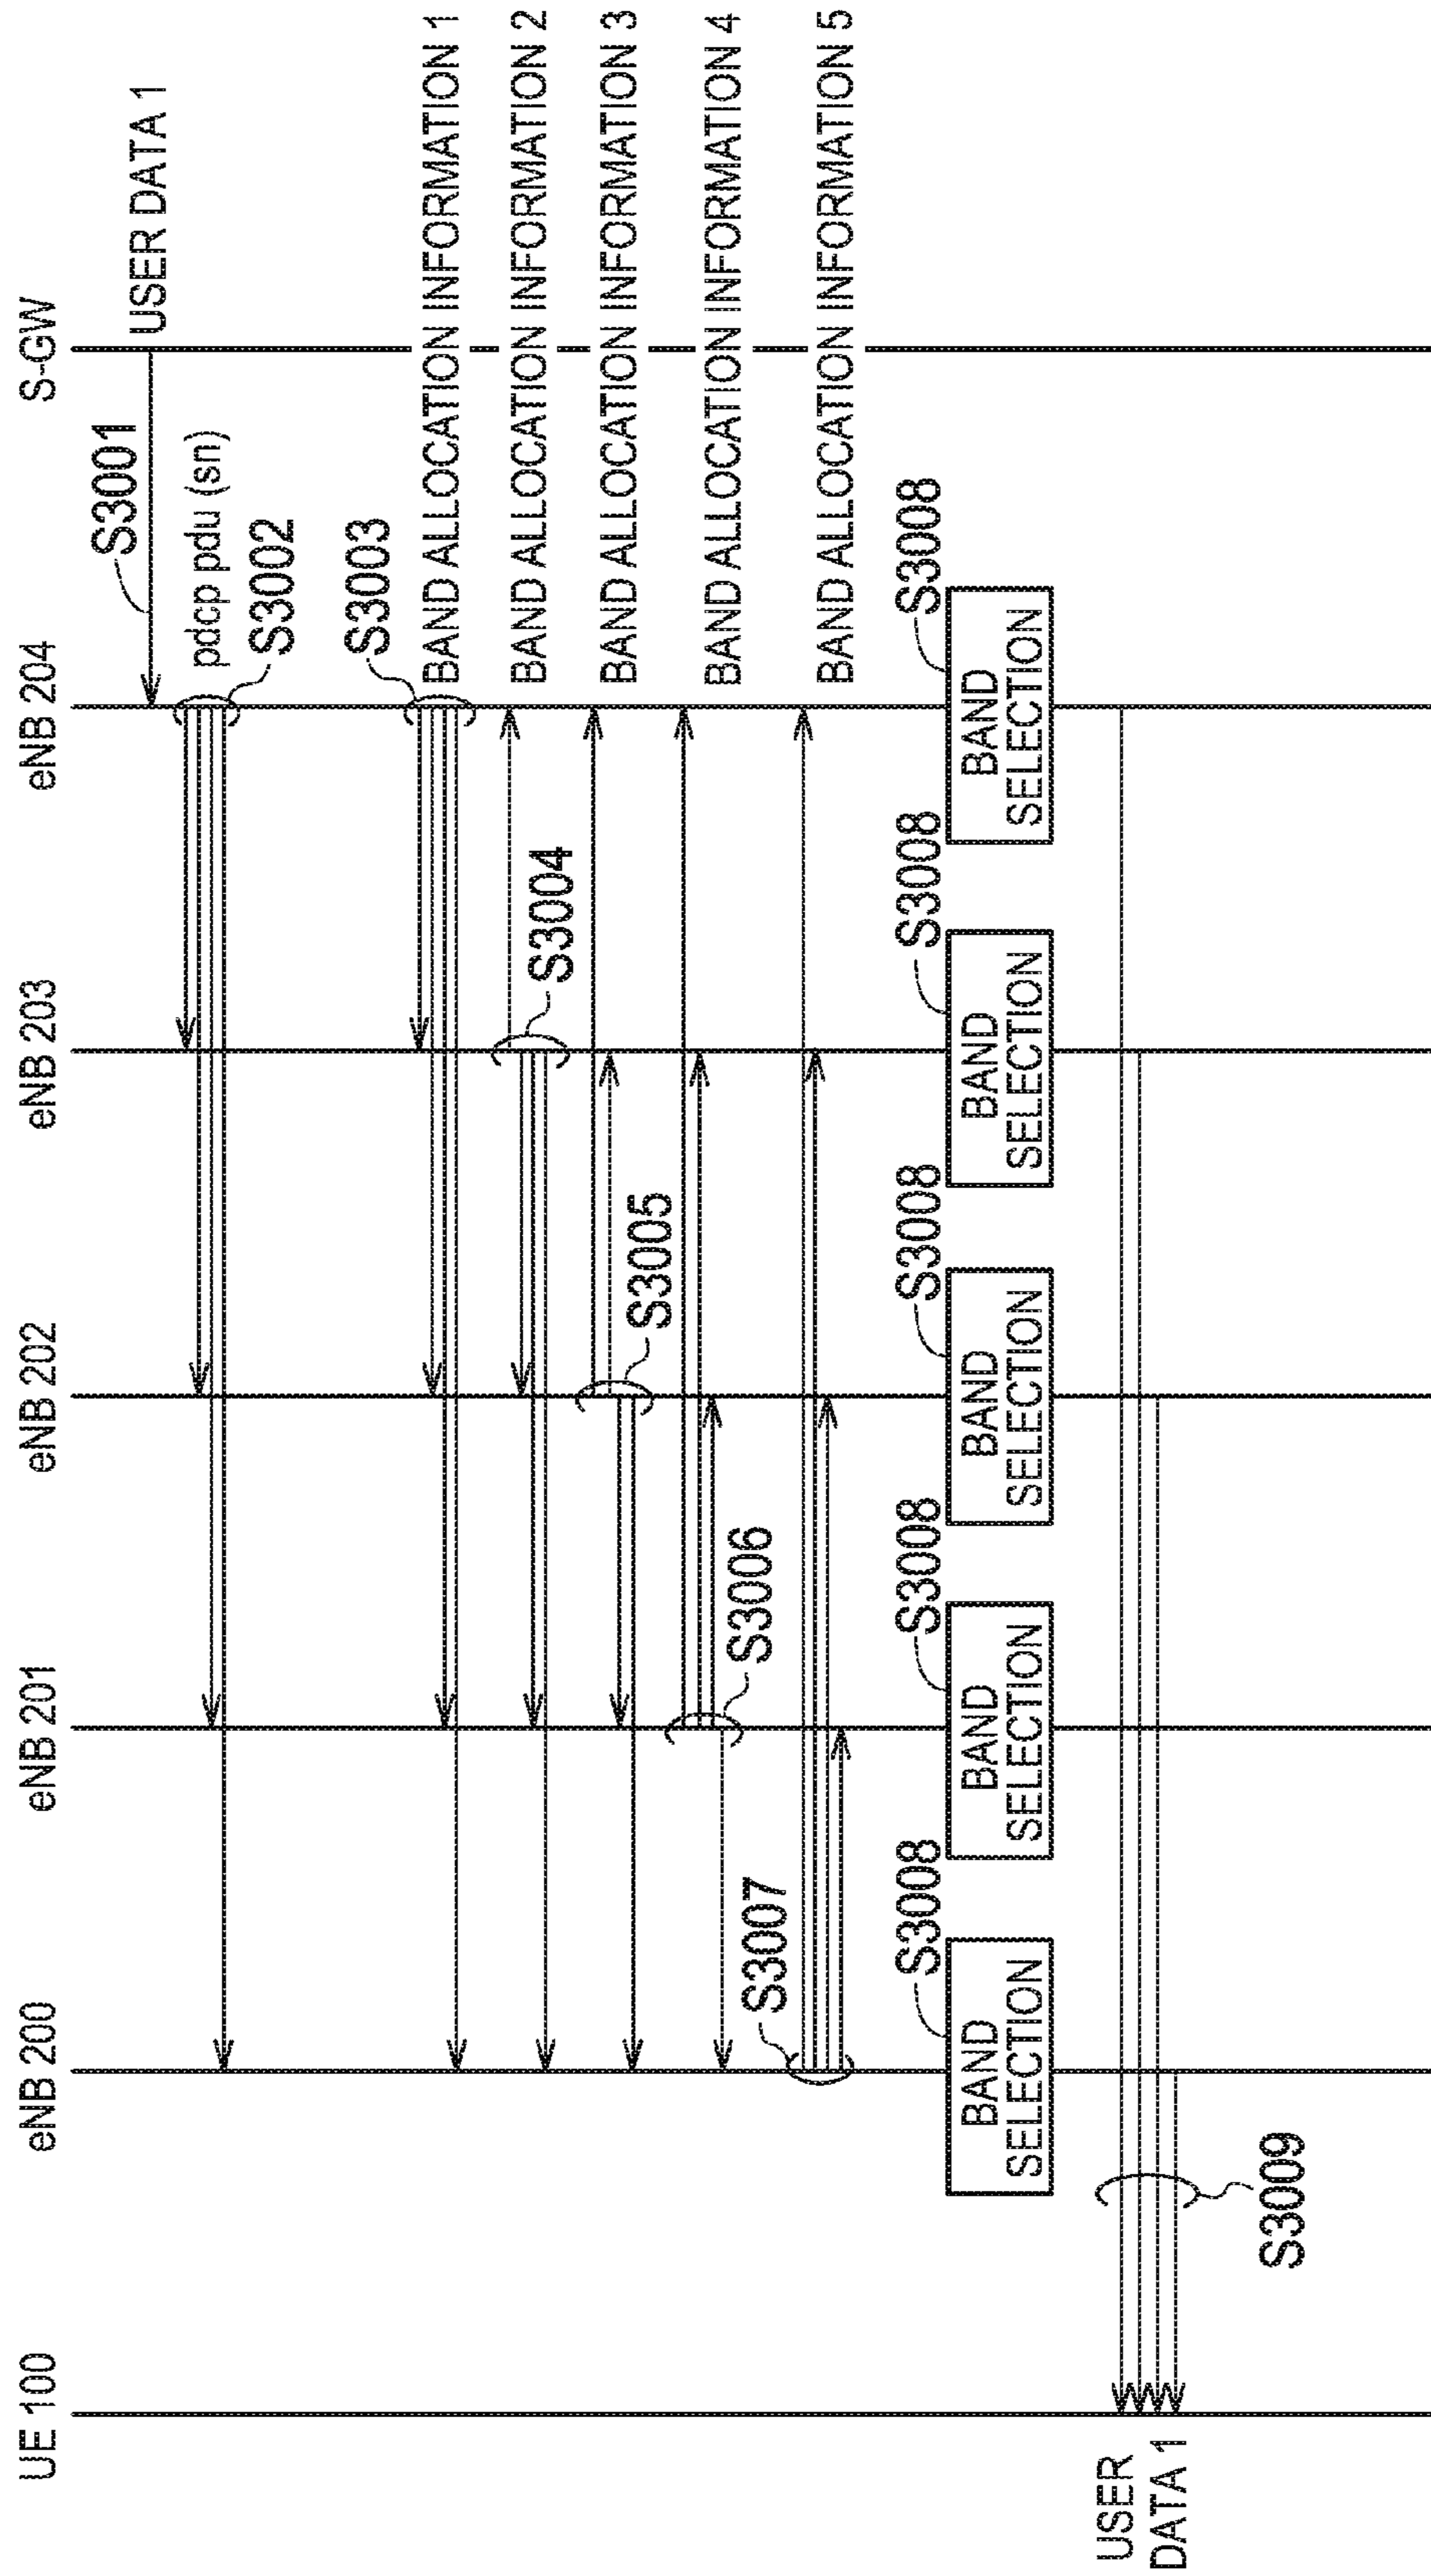 UE 100
eNB 200
eNB 201
eNB 202
eNB 203
eNB 204
S-GW
S3001
USER DATA 1
pdcp pdu (sn)
S3002
S3003
BAND ALLOCATION INFORMATION 1
BAND ALLOCATION INFORMATION 2
S3004
BAND ALLOCATION INFORMATION 3
S3005
BAND ALLOCATION INFORMATION 4
S3006
S3007
BAND ALLOCATION INFORMATION 5
S3008
S3008
S3008
S3008
S3008
BAND
SELECTION
BAND
SELECTION
BAND
SELECTION
BAND
SELECTION
BAND
SELECTION
USER
DATA 1
S3009